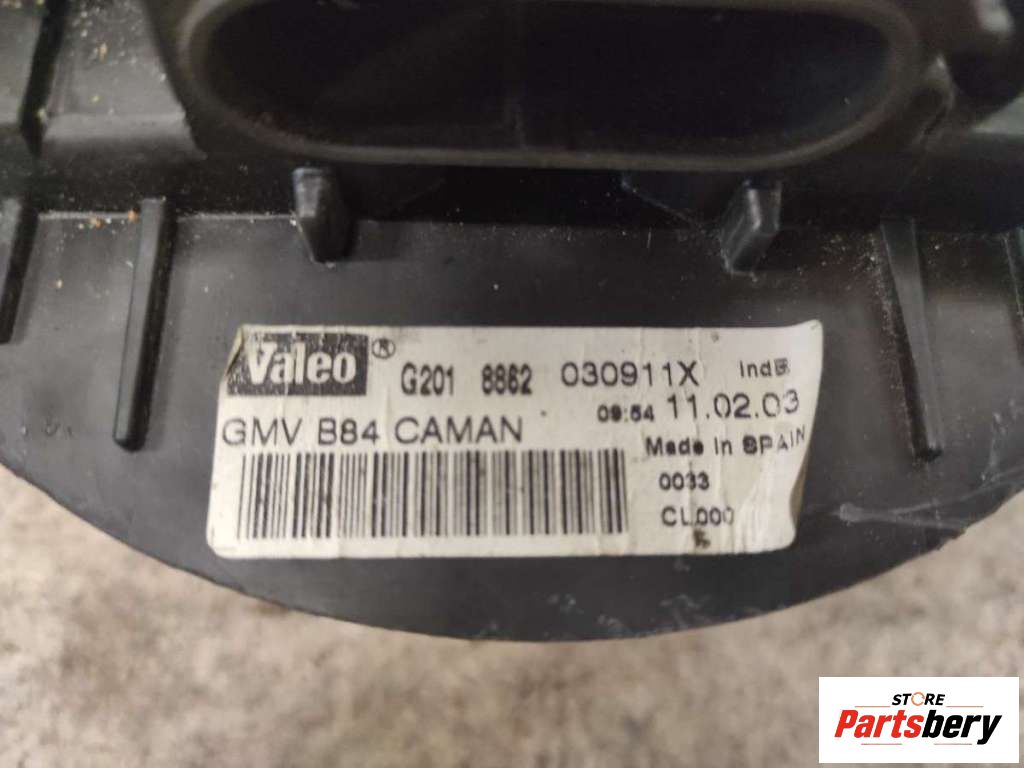 Valeo® G201 8862 030911X IndE
09:54 11.02.03
GMV B84 CAMAN
Made In SPAIN
0033
CL000
STORE
Partsbery